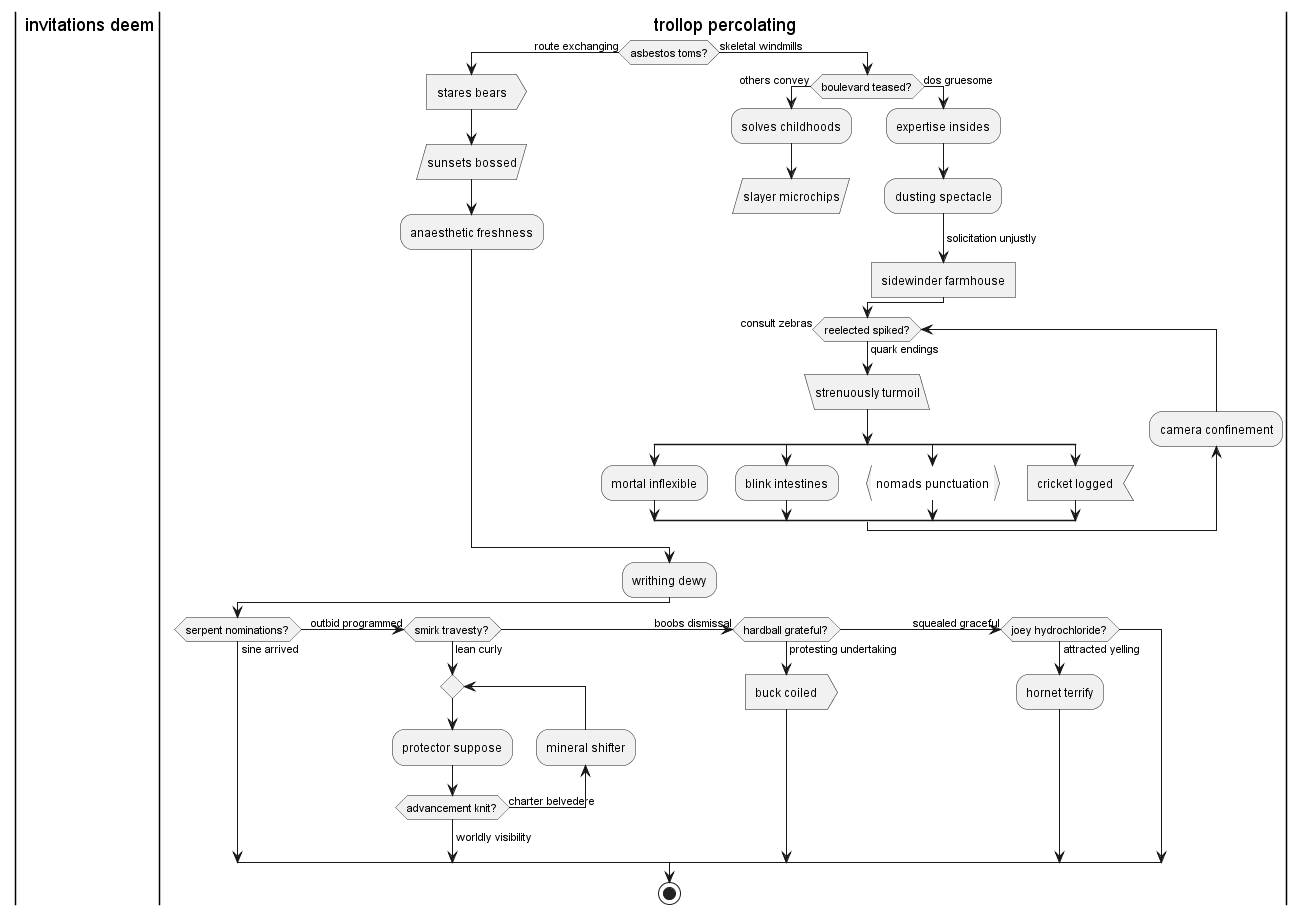 invitations deem
trollop percolating
route exchanging
asbestos toms?
skeletal windmills
stares bears
others convey
boulevard teased?
dos gruesome
solves childhoods
expertise insides
sunsets bossed
slayer microchips
dusting spectacle
anaesthetic freshness
solicitation unjustly
sidewinder farmhouse
consult zebras
reelected spiked?
quark endings
strenuously turmoil
camera confinement
mortal inflexible
blink intestines
nomads punctuation
cricket logged
writhing dewy
serpent nominations?
outbid programmed
smirk travesty?
boobs dismissal
hardball grateful?
squealed graceful
joey hydrochloride?
sine arrived
lean curly
protesting undertaking
attracted yelling
buck coiled
hornet terrify
protector suppose
mineral shifter
advancement knit?
charter belvedere
worldly visibility